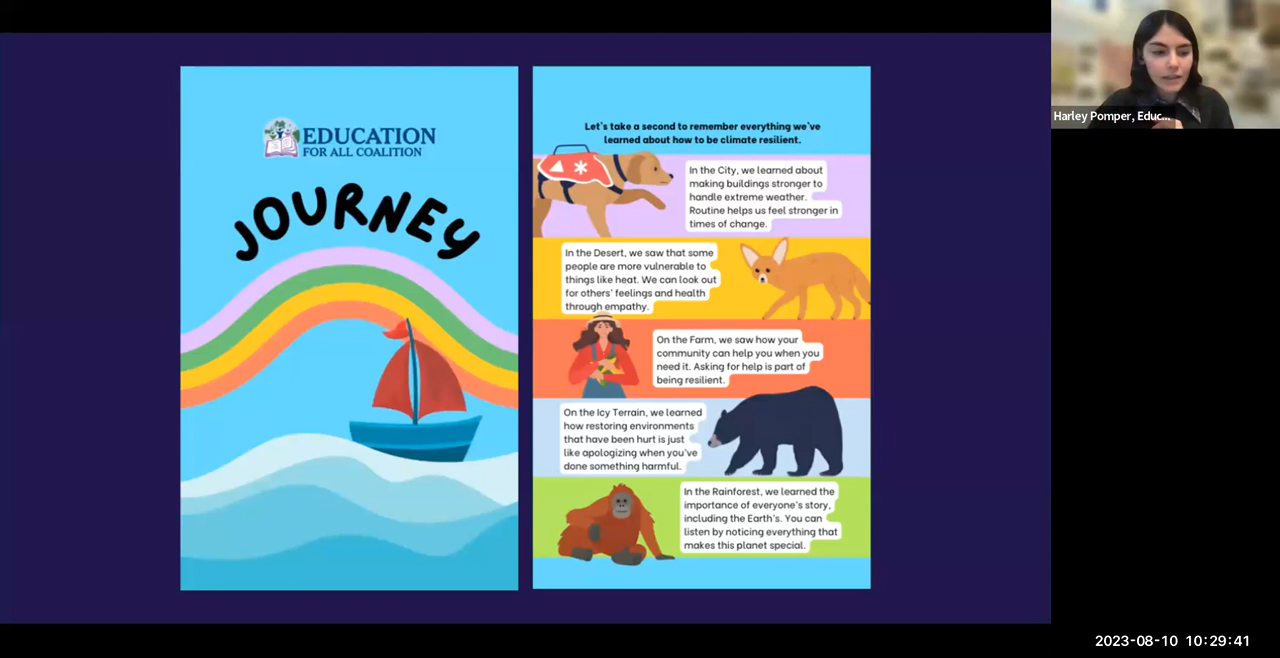 EDUCATION
FOR ALL COALITION
JOURNEY
Let's take a second to remember everything we've
learned about how to be climate resilient.
In the City, we learned about
making buildings stronger to
handle extreme weather.
Routine helps us feel stronger in
times of change.
In the Desert, we saw that some
people are more vulnerable to
things like heat. We can look out
for others' feelings and health
through empathy.
On the Farm, we saw how your
community can help you when you
need it. Asking for help is part of
being resilient.
On the Icy Terrain, we learned
how restoring environments
that have been hurt is just
like apologizing when you've
done something harmful.
In the Rainforest, we learned the
importance of everyone's story,
including the Earth's. You can
listen by noticing everything that
makes this planet special.
Harley Pomper, Educ...
2023-08-10 10:29:41